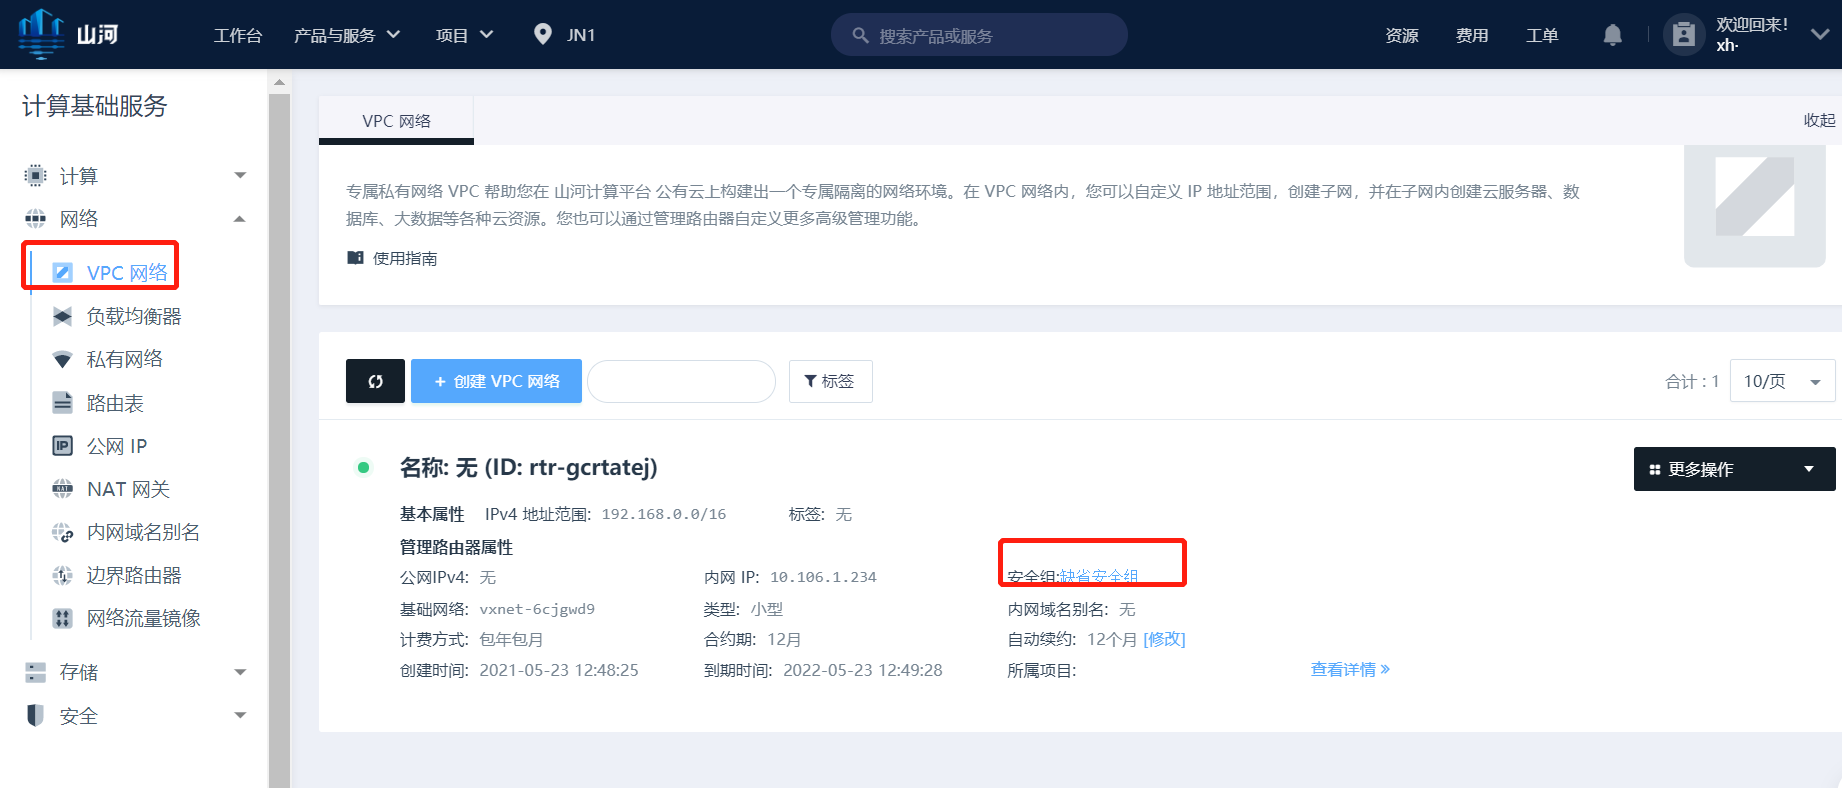 山河
工作台
产品与服务
项目
JN1
搜索产品或服务
资源
费用
工单
欢迎回来!
xh·
计算基础服务
计算
网络
VPC 网络
负载均衡器
私有网络
路由表
公网 IP
NAT 网关
内网域名别名
边界路由器
网络流量镜像
存储
安全
VPC 网络
收起
专属私有网络 VPC 帮助您在 山河计算平台 公有云上构建出一个专属隔离的网络环境。在 VPC 网络内，您可以自定义 IP 地址范围，创建子网，并在子网内创建云服务器、数
据库、大数据等各种云资源。您也可以通过管理路由器自定义更多高级管理功能。
使用指南
+ 创建 VPC 网络
标签
合计 : 1
10/页
名称: 无 (ID: rtr-gcrtatej)
更多操作
基本属性 IPv4 地址范围: 192.168.0.0/16 标签: 无
管理路由器属性
公网IPv4: 无 内网 IP: 10.106.1.234 安全组:缺省安全组
基础网络: vxnet-6cjgwd9 类型: 小型 内网域名别名: 无
计费方式: 包年包月 合约期: 12月 自动续约: 12个月 [修改]
创建时间: 2021-05-23 12:48:25 到期时间: 2022-05-23 12:49:28 所属项目: 查看详情 »